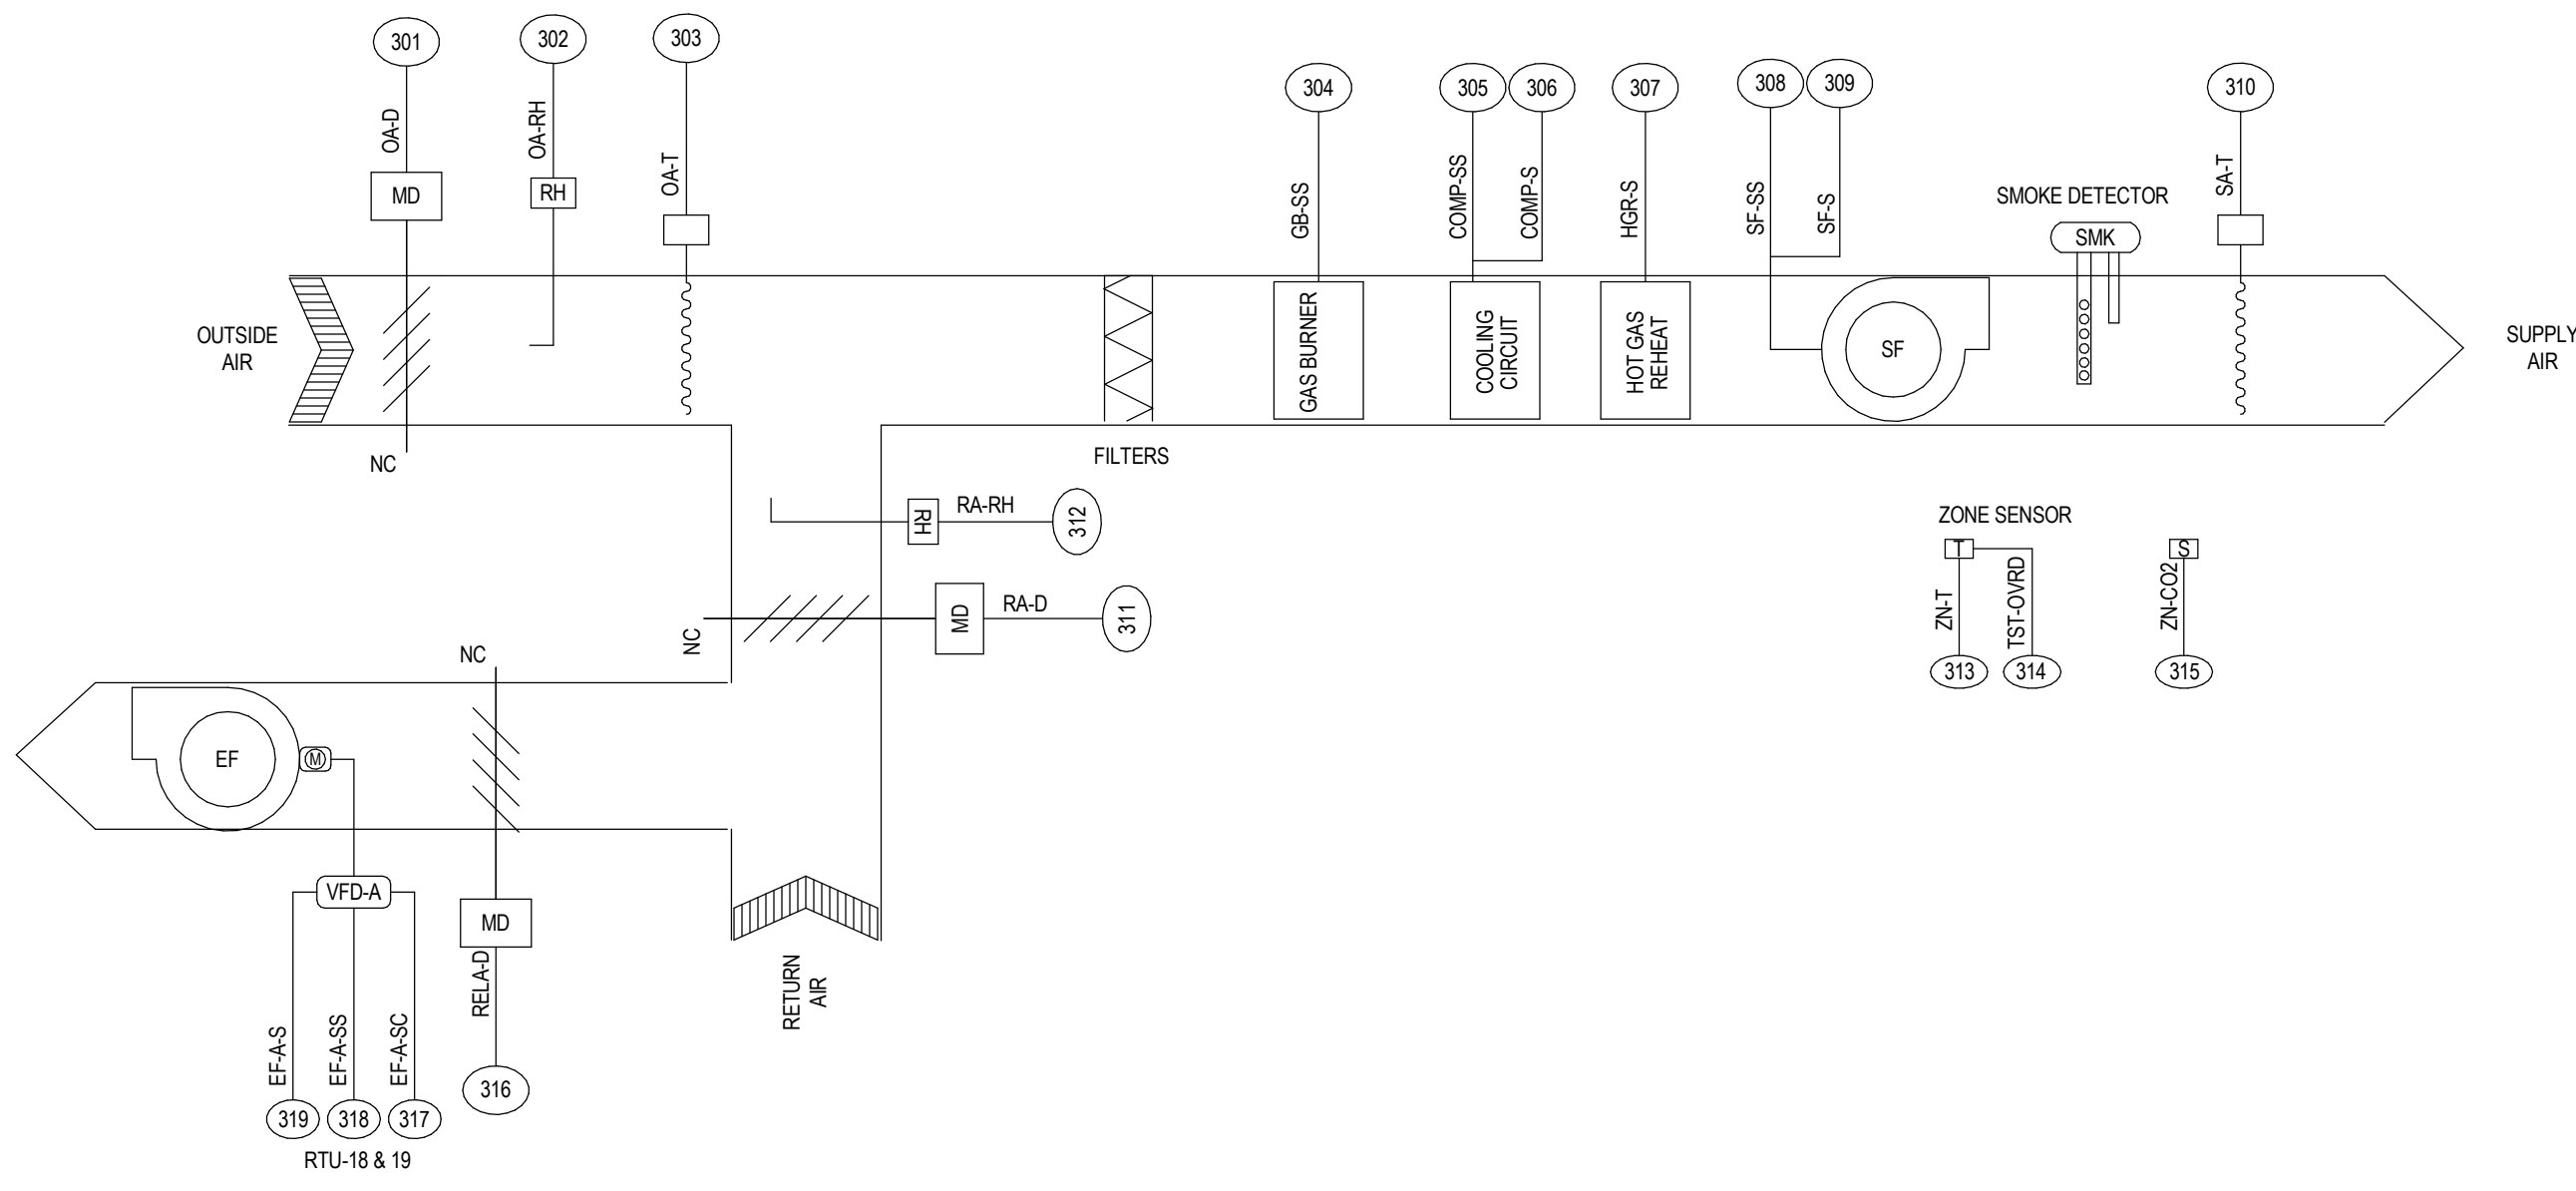 301
302
303
304
305
306
307
308
309
310
OA-D
OA-RH
OA-T
GB-SS
COMP-SS
COMP-S
HGR-S
SF-SS
SF-S
SA-T
MD
RH
SMOKE DETECTOR
SMK
OUTSIDE
AIR
GAS BURNER
COOLING
CIRCUIT
HOT GAS
REHEAT
SF
SUPPLY
AIR
NC
FILTERS
RH
RA-RH
312
ZONE SENSOR
T
S
ZN-T
TST-OVRD
ZN-CO2
313
314
315
NC
MD
RA-D
311
NC
EF
M
VFD-A
MD
RELA-D
316
RETURN
AIR
EF-A-S
EF-A-SS
EF-A-SC
319
318
317
RTU-18 & 19